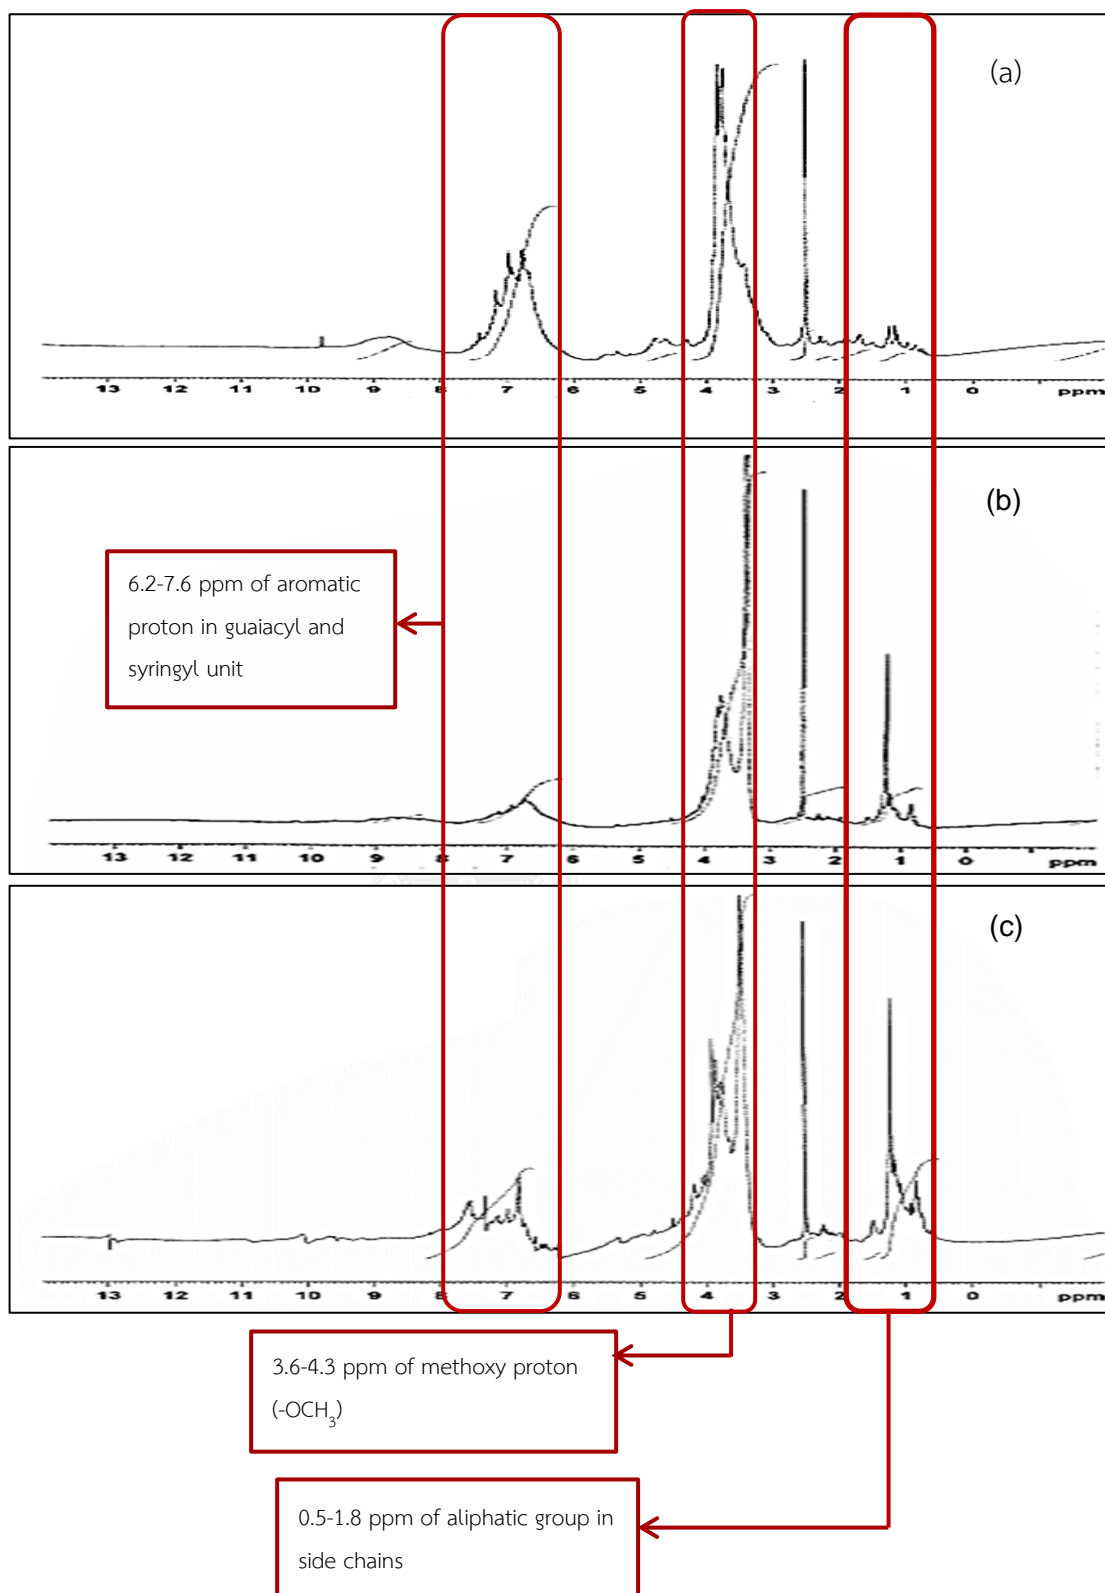 (a)
13 12 11 10 9 8 7 6 5 4 3 2 1 0 ppm
(b)
6.2-7.6 ppm of aromatic
proton in guaiacyl and
syringyl unit
13 12 11 10 9 8 7 6 5 4 3 2 1 0 ppm
(c)
13 12 11 10 9 8 7 6 5 4 3 2 1 0 ppm
3.6-4.3 ppm of methoxy proton
(-OCH₃)
0.5-1.8 ppm of aliphatic group in
side chains